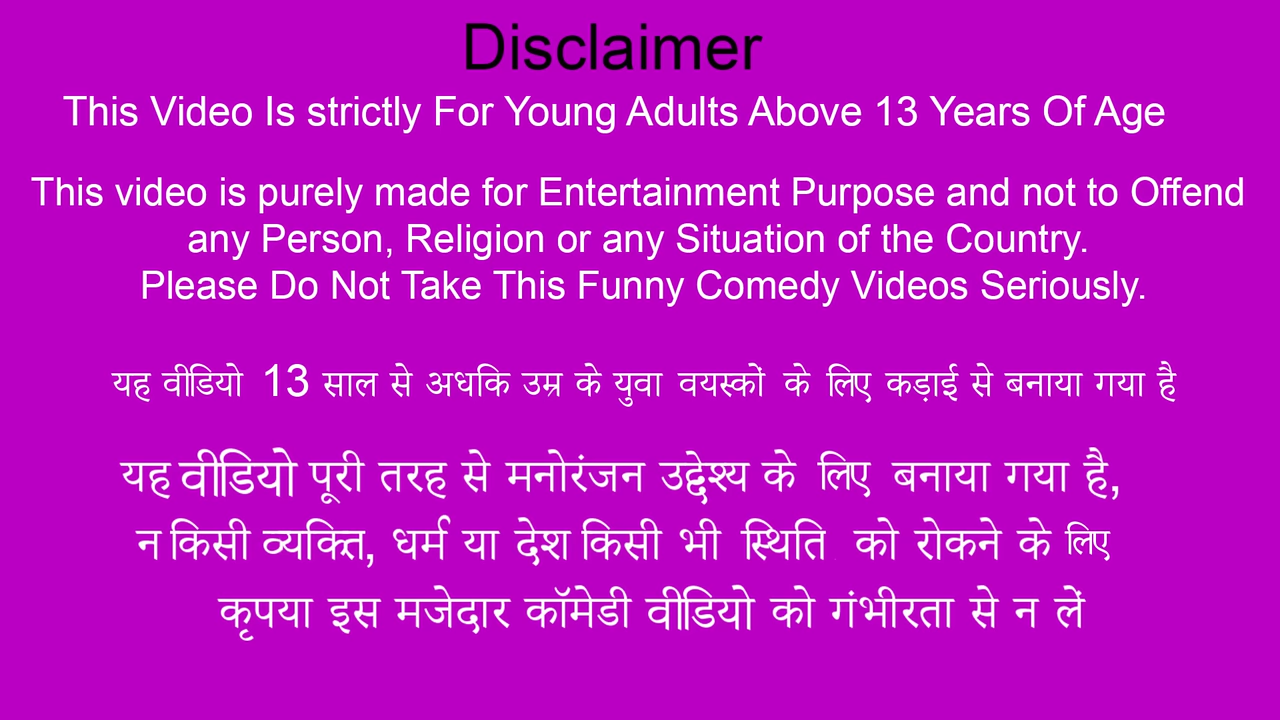 Disclaimer
This Video Is strictly For Young Adults Above 13 Years Of Age
This video is purely made for Entertainment Purpose and not to Offend
any Person, Religion or any Situation of the Country.
Please Do Not Take This Funny Comedy Videos Seriously.
यह वीडियो 13 साल से अधकि उम्र के युवा वयस्कों के लिए कड़ाई से बनाया गया है
यह वीडियो पूरी तरह से मनोरंजन उद्देश्य के लिए बनाया गया है,
न किसी व्यक्ति, धर्म या देश किसी भी स्थिति को रोकने के लिए
कृपया इस मजेदार कॉमेडी वीडियो को गंभीरता से न लें